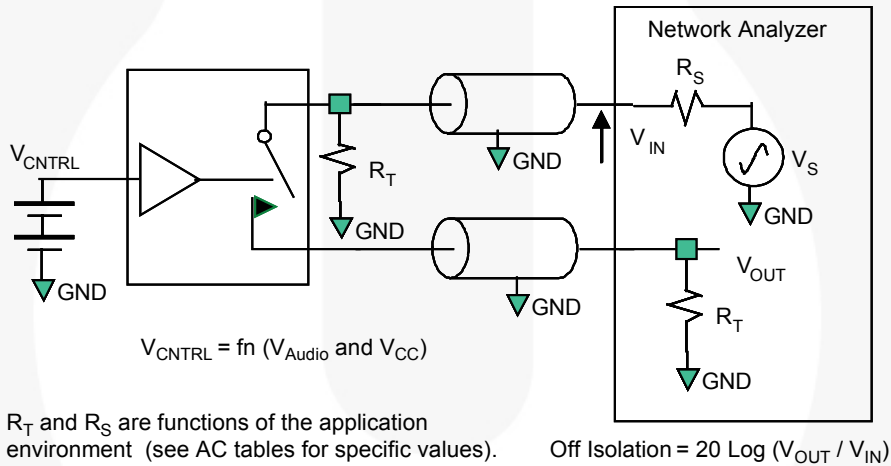 Network Analyzer
R_S
V_CNTRL
V_IN
GND
V_S
R_T
GND
GND
V_OUT
GND
GND
R_T
V_CNTRL = fn (V_Audio and V_CC)
GND
R_T and R_S are functions of the application
environment (see AC tables for specific values).
Off Isolation = 20 Log (V_OUT / V_IN)